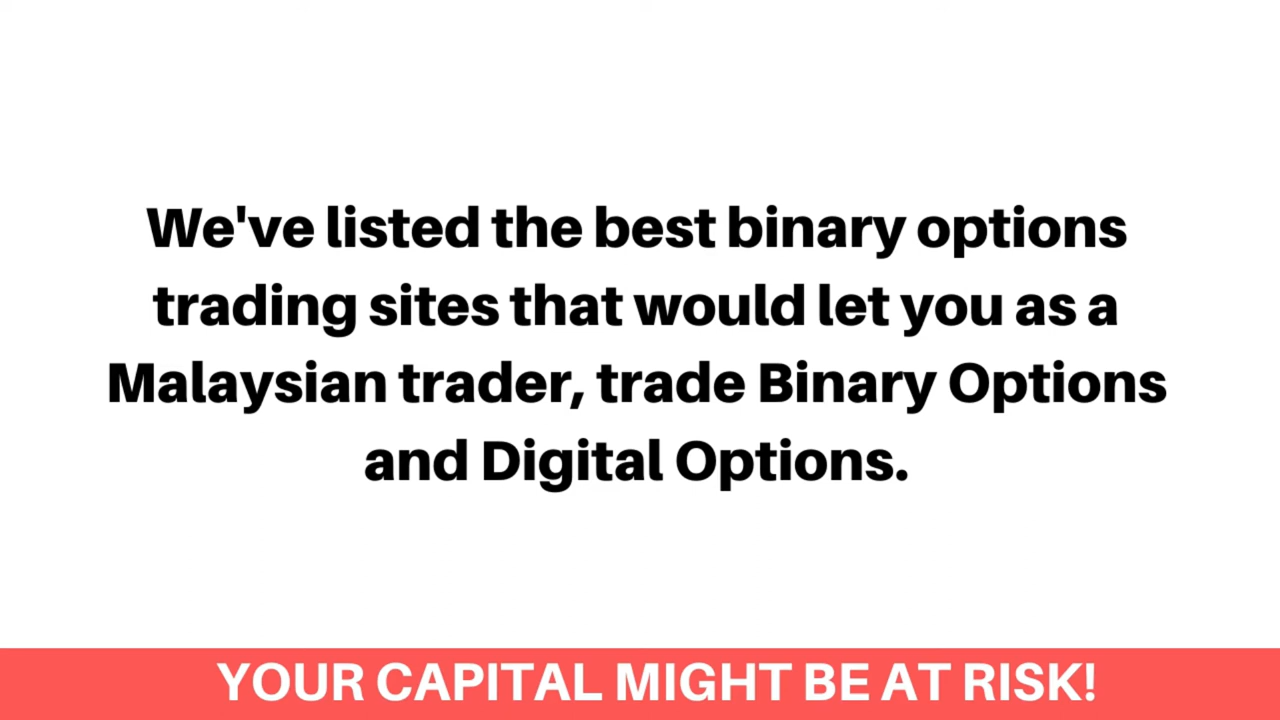 We've listed the best binary options
trading sites that would let you as a
Malaysian trader, trade Binary Options
and Digital Options.
YOUR CAPITAL MIGHT BE AT RISK!